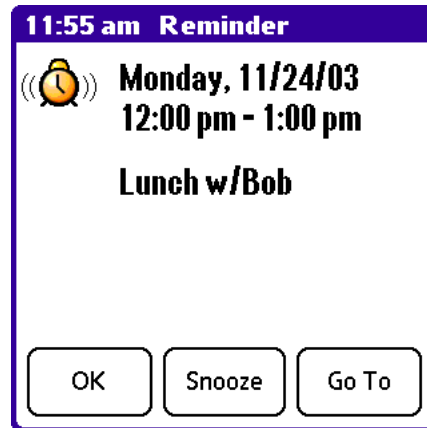 11:55 am Reminder
Monday, 11/24/03
12:00 pm - 1:00 pm
Lunch w/Bob
OK Snooze Go To